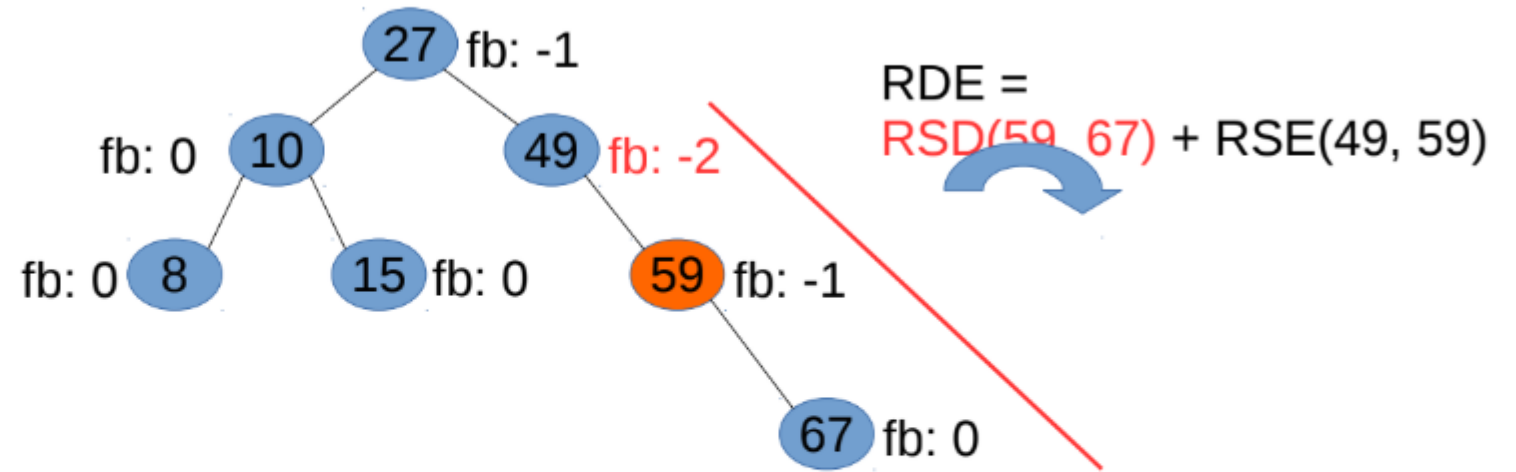 27 fb: -1
RDE =
RSD(59, 67) + RSE(49, 59)
fb: 0 10 49 fb: -2
fb: 0 8 15 fb: 0 59 fb: -1
67 fb: 0